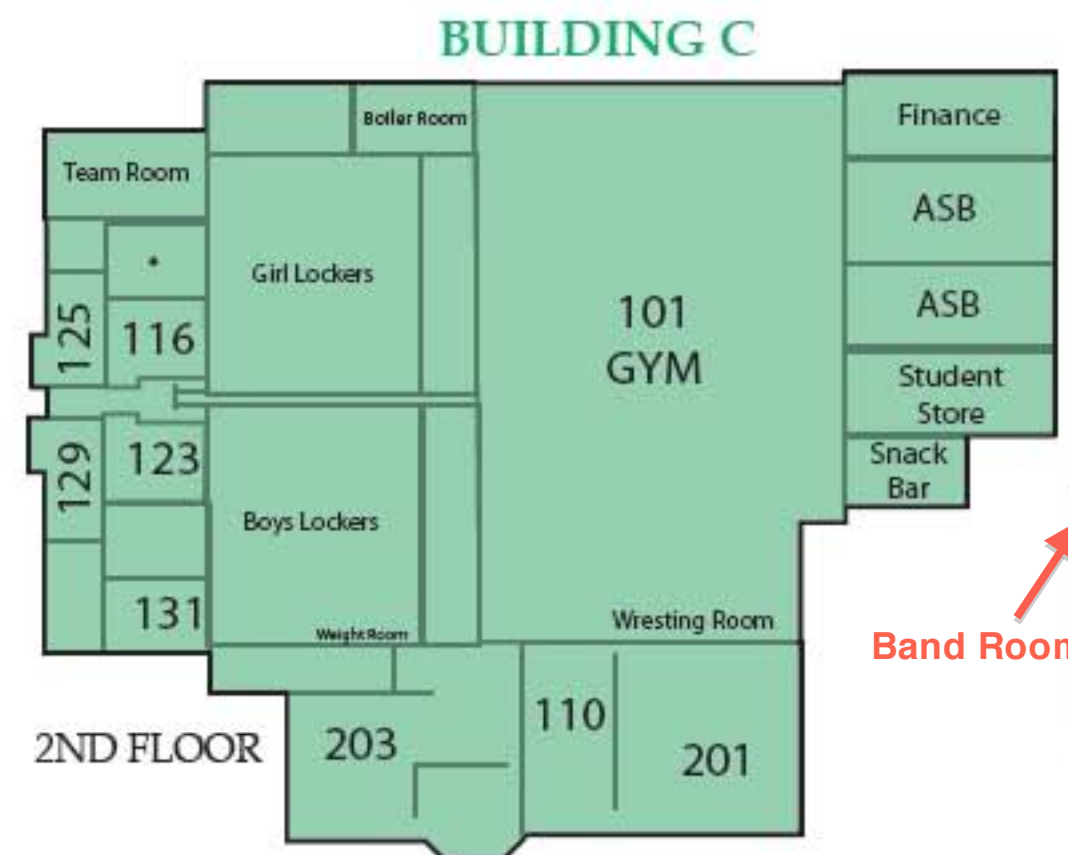 BUILDING C
Boiler Room
Finance
Team Room
ASB
Girl Lockers
ASB
125
116
101
GYM
Student
Store
129
123
Snack
Bar
Boys Lockers
131
Weight Room
Wresting Room
Band Room
2ND FLOOR
203
110
201